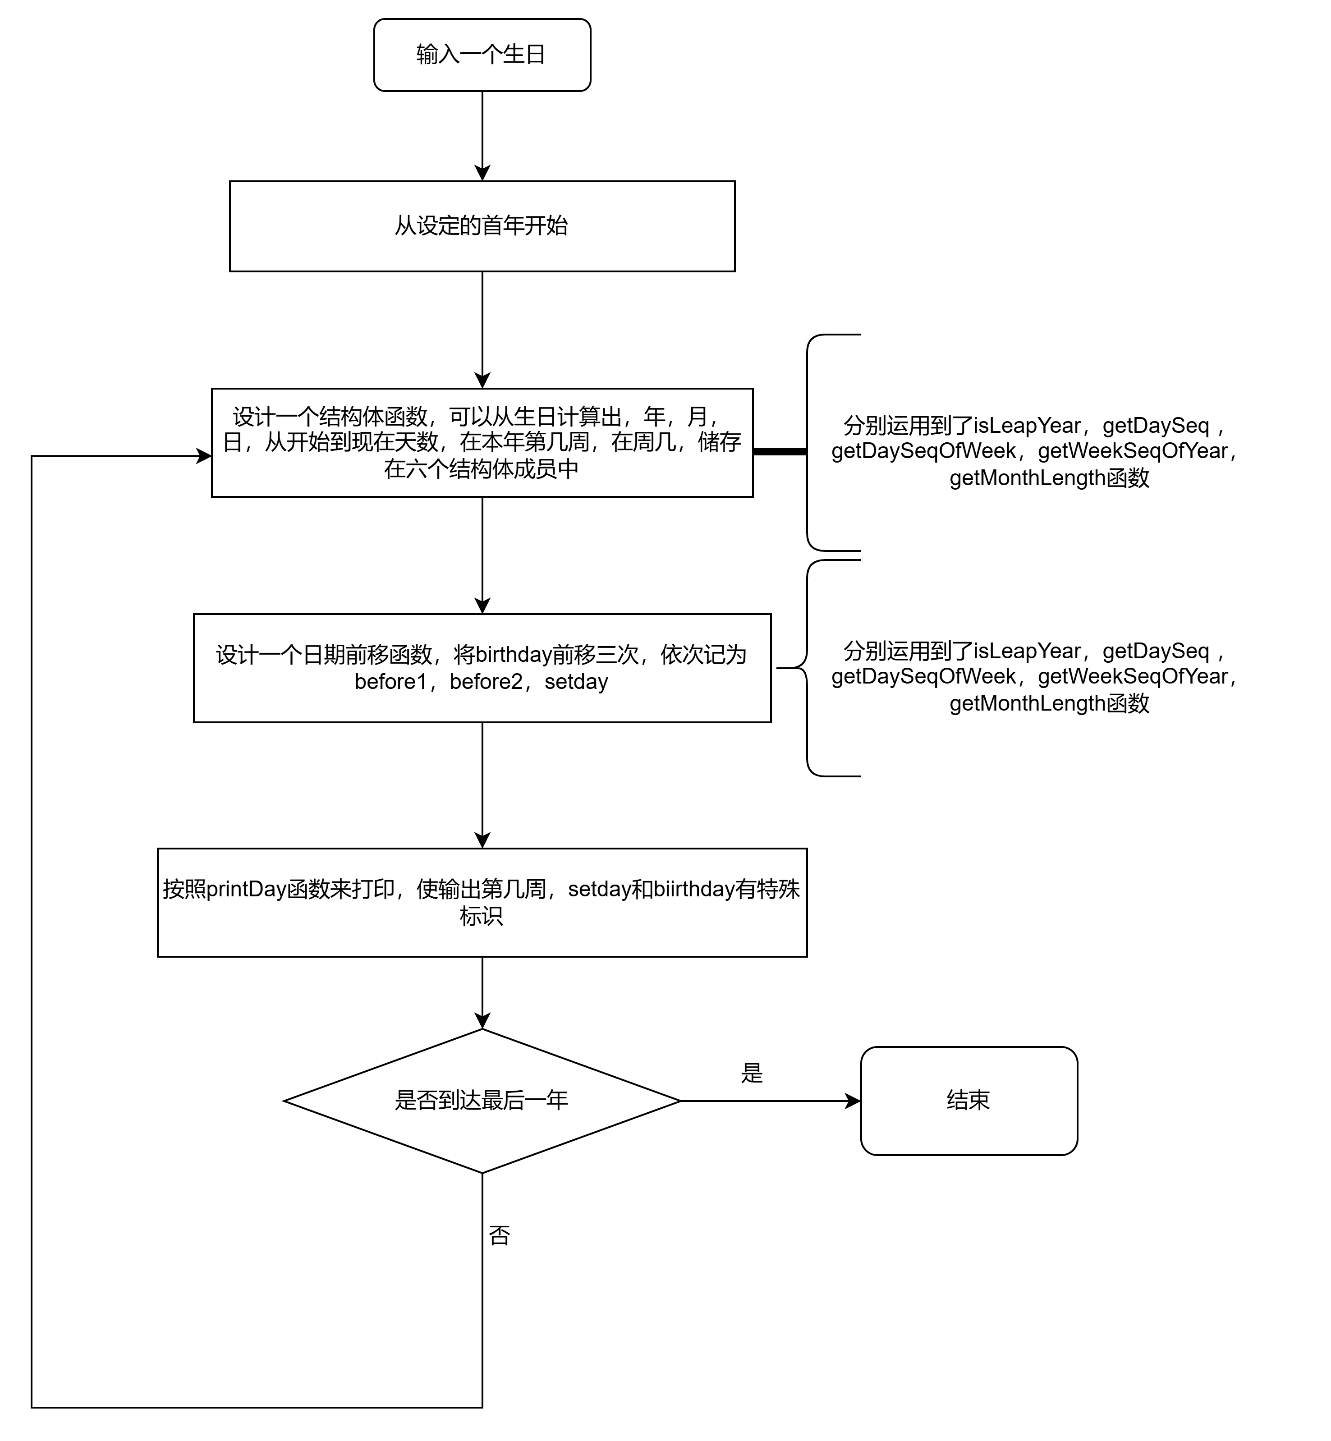 输入一个生日
从设定的首年开始
设计一个结构体函数，可以从生日计算出，年，月，
日，从开始到现在天数，在本年第几周，在周几，储存
在六个结构体成员中
分别运用到了isLeapYear，getDaySeq ，
getDaySeqOfWeek，getWeekSeqOfYear，
getMonthLength函数
设计一个日期前移函数，将birthday前移三次，依次记为
before1，before2，setday
分别运用到了isLeapYear，getDaySeq ，
getDaySeqOfWeek，getWeekSeqOfYear，
getMonthLength函数
按照printDay函数来打印，使输出第几周，setday和biirthday有特殊
标识
是否到达最后一年
是
结束
否